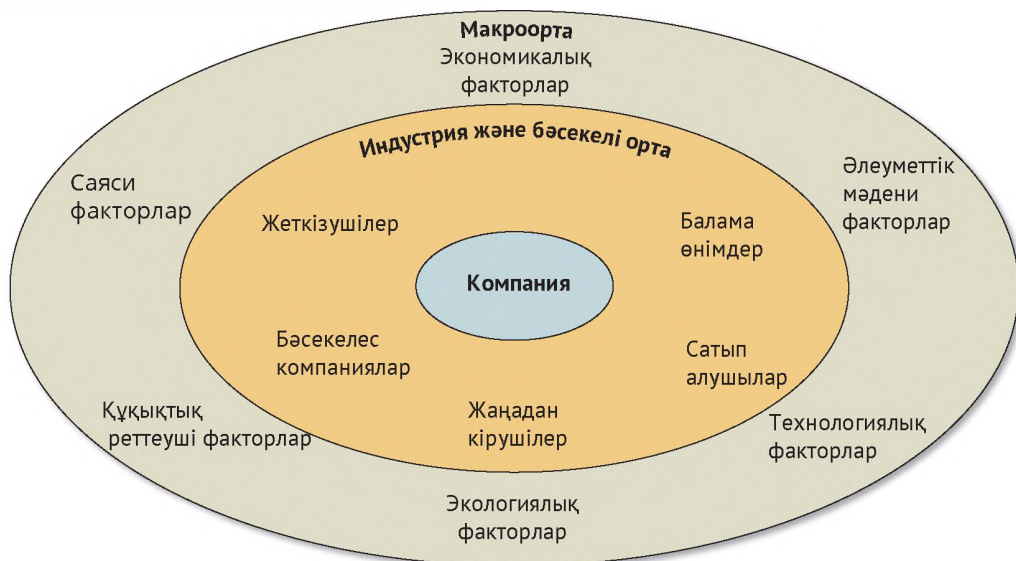 Макроорта
Экономикалық
факторлар
Индустрия және бәсекелі орта
Саяси
факторлар
Әлеуметтік
мәдени
факторлар
Жеткізушілер
Балама
өнімдер
Компания
Бәсекелес
компаниялар
Сатып
алушылар
Жаңадан
кірушілер
Құқықтық
реттеуші факторлар
Технологиялық
факторлар
Экологиялық
факторлар